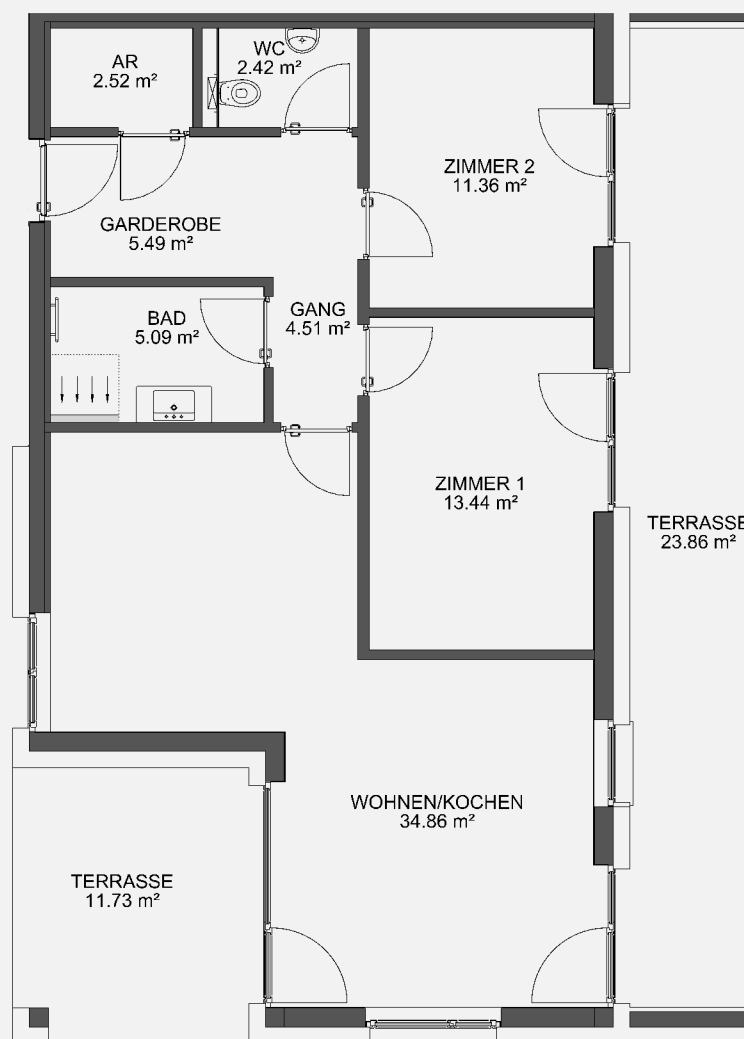 AR
2.52 m²
WC
2.42 m²
ZIMMER 2
11.36 m²
GARDEROBE
5.49 m²
GANG
4.51 m²
BAD
5.09 m²
ZIMMER 1
13.44 m²
TERRASSE
23.86 m²
WOHNEN/KOCHEN
34.86 m²
TERRASSE
11.73 m²